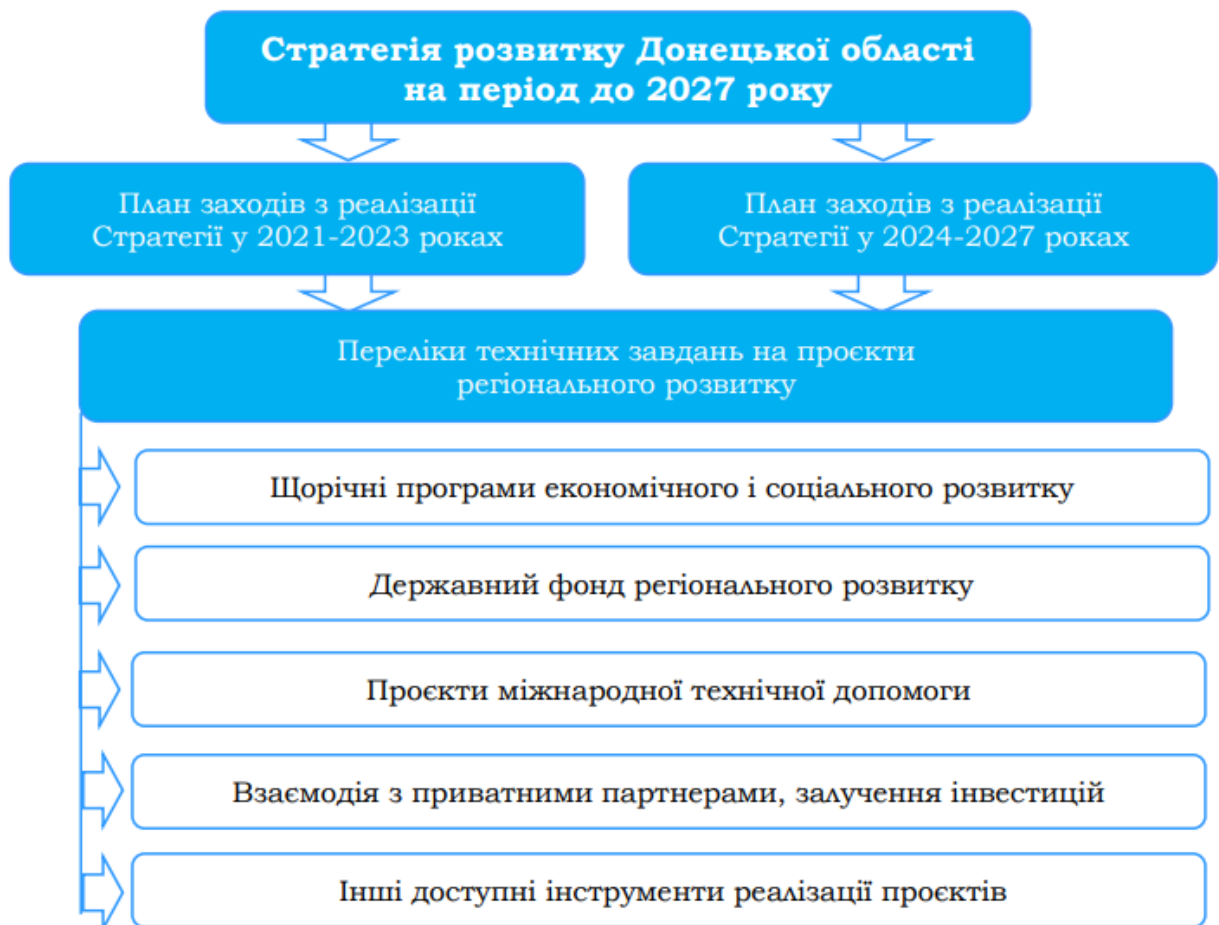 Стратегія розвитку Донецької області
на період до 2027 року
План заходів з реалізації
Стратегії у 2021-2023 роках
План заходів з реалізації
Стратегії у 2024-2027 роках
Переліки технічних завдань на проєкти
регіонального розвитку
Щорічні програми економічного і соціального розвитку
Державний фонд регіонального розвитку
Проєкти міжнародної технічної допомоги
Взаємодія з приватними партнерами, залучення інвестицій
Інші доступні інструменти реалізації проєктів